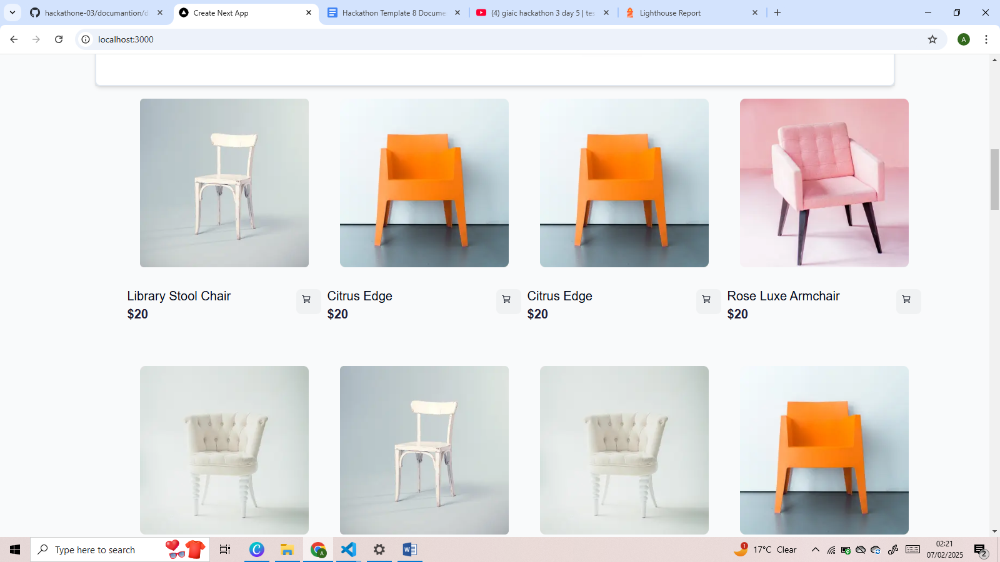 hackathone-03/documantion/d
Create Next App
Hackathon Template 8 Docume
(4) giaic hackathon 3 day 5 | tes
Lighthouse Report
localhost:3000
A
Library Stool Chair
$20
Citrus Edge
$20
Citrus Edge
$20
Rose Luxe Armchair
$20
Type here to search
A
1
17°C Clear
02:21
07/02/2025
2